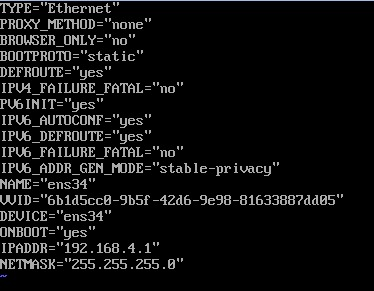 TYPE="Ethernet"
PROXY_METHOD="none"
BROWSER_ONLY="no"
BOOTPROTO="static"
DEFROUTE="yes"
IPV4_FAILURE_FATAL="no"
PV6INIT="yes"
IPV6_AUTOCONF="yes"
IPV6_DEFROUTE="yes"
IPV6_FAILURE_FATAL="no"
IPV6_ADDR_GEN_MODE="stable-privacy"
NAME="ens34"
VVID="6b1d5cc0-9b5f-42d6-9e98-81633887dd05"
DEVICE="ens34"
ONBOOT="yes"
IPADDR="192.168.4.1"
NETMASK="255.255.255.0"
~